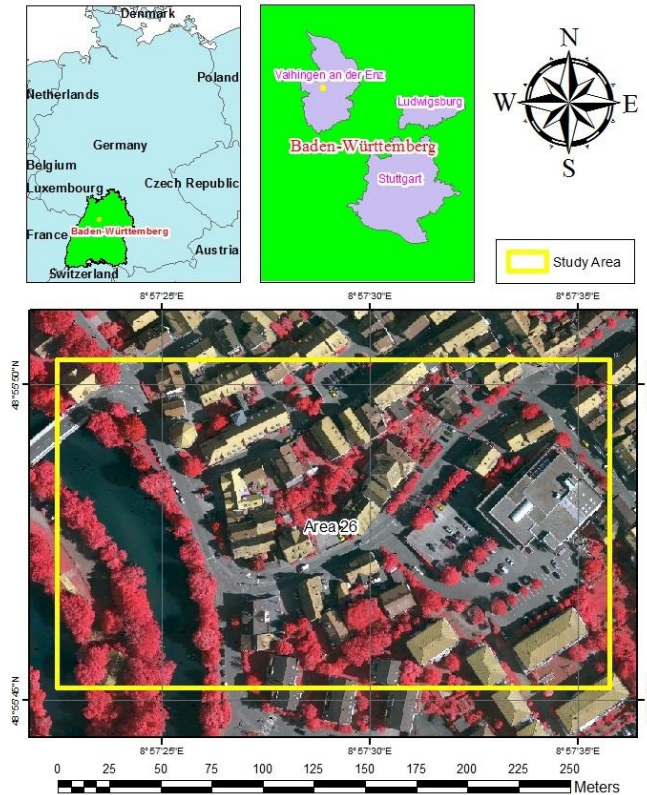 Denmark
Poland
Netherlands
Germany
Belgium
Luxembourg
Czech Republic
France
Baden-Württemberg
Austria
Switzerland
Vaihingen an der Enz
Ludwigsburg
Baden-Württemberg
Stuttgart
N
W
E
S
Study Area
8°57'25"E
8°57'30"E
8°57'35"E
48°55'50"N
Area 26
48°55'45"N
8°57'25"E
8°57'30"E
8°57'35"E
0 25 50 75 100 125 150 175 200 225 250
Meters